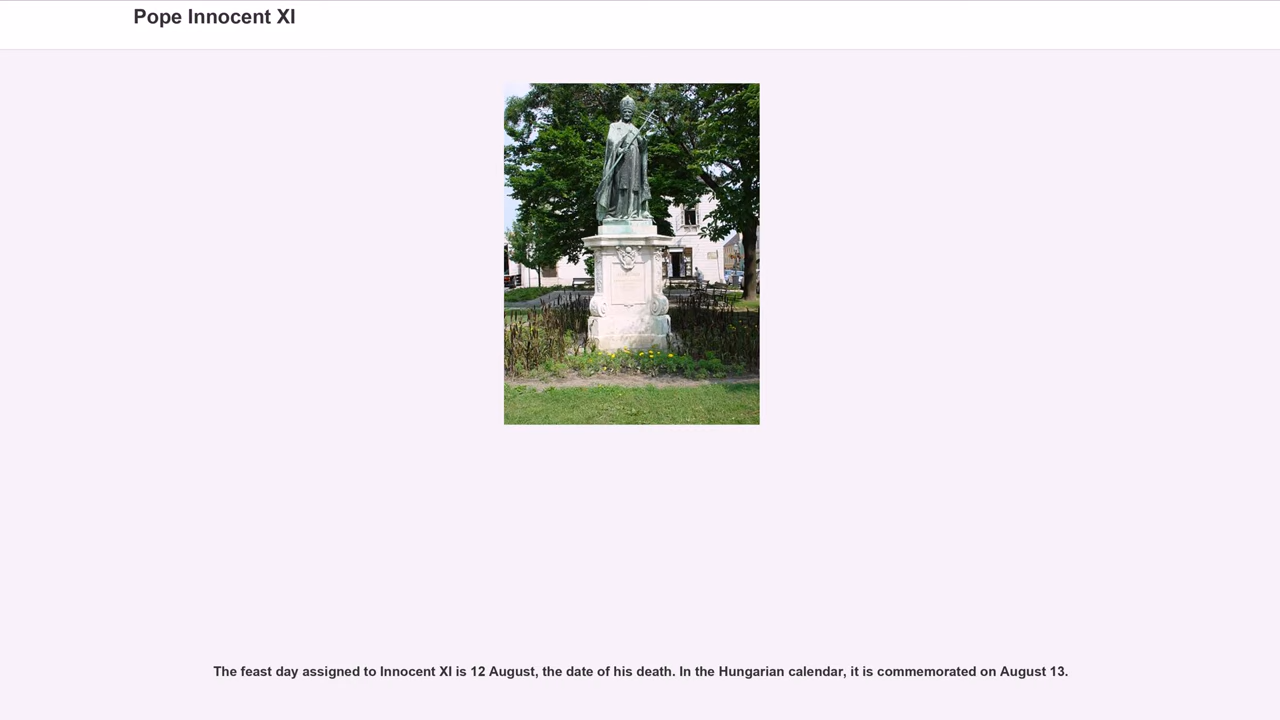 Pope Innocent XI
The feast day assigned to Innocent XI is 12 August, the date of his death. In the Hungarian calendar, it is commemorated on August 13.